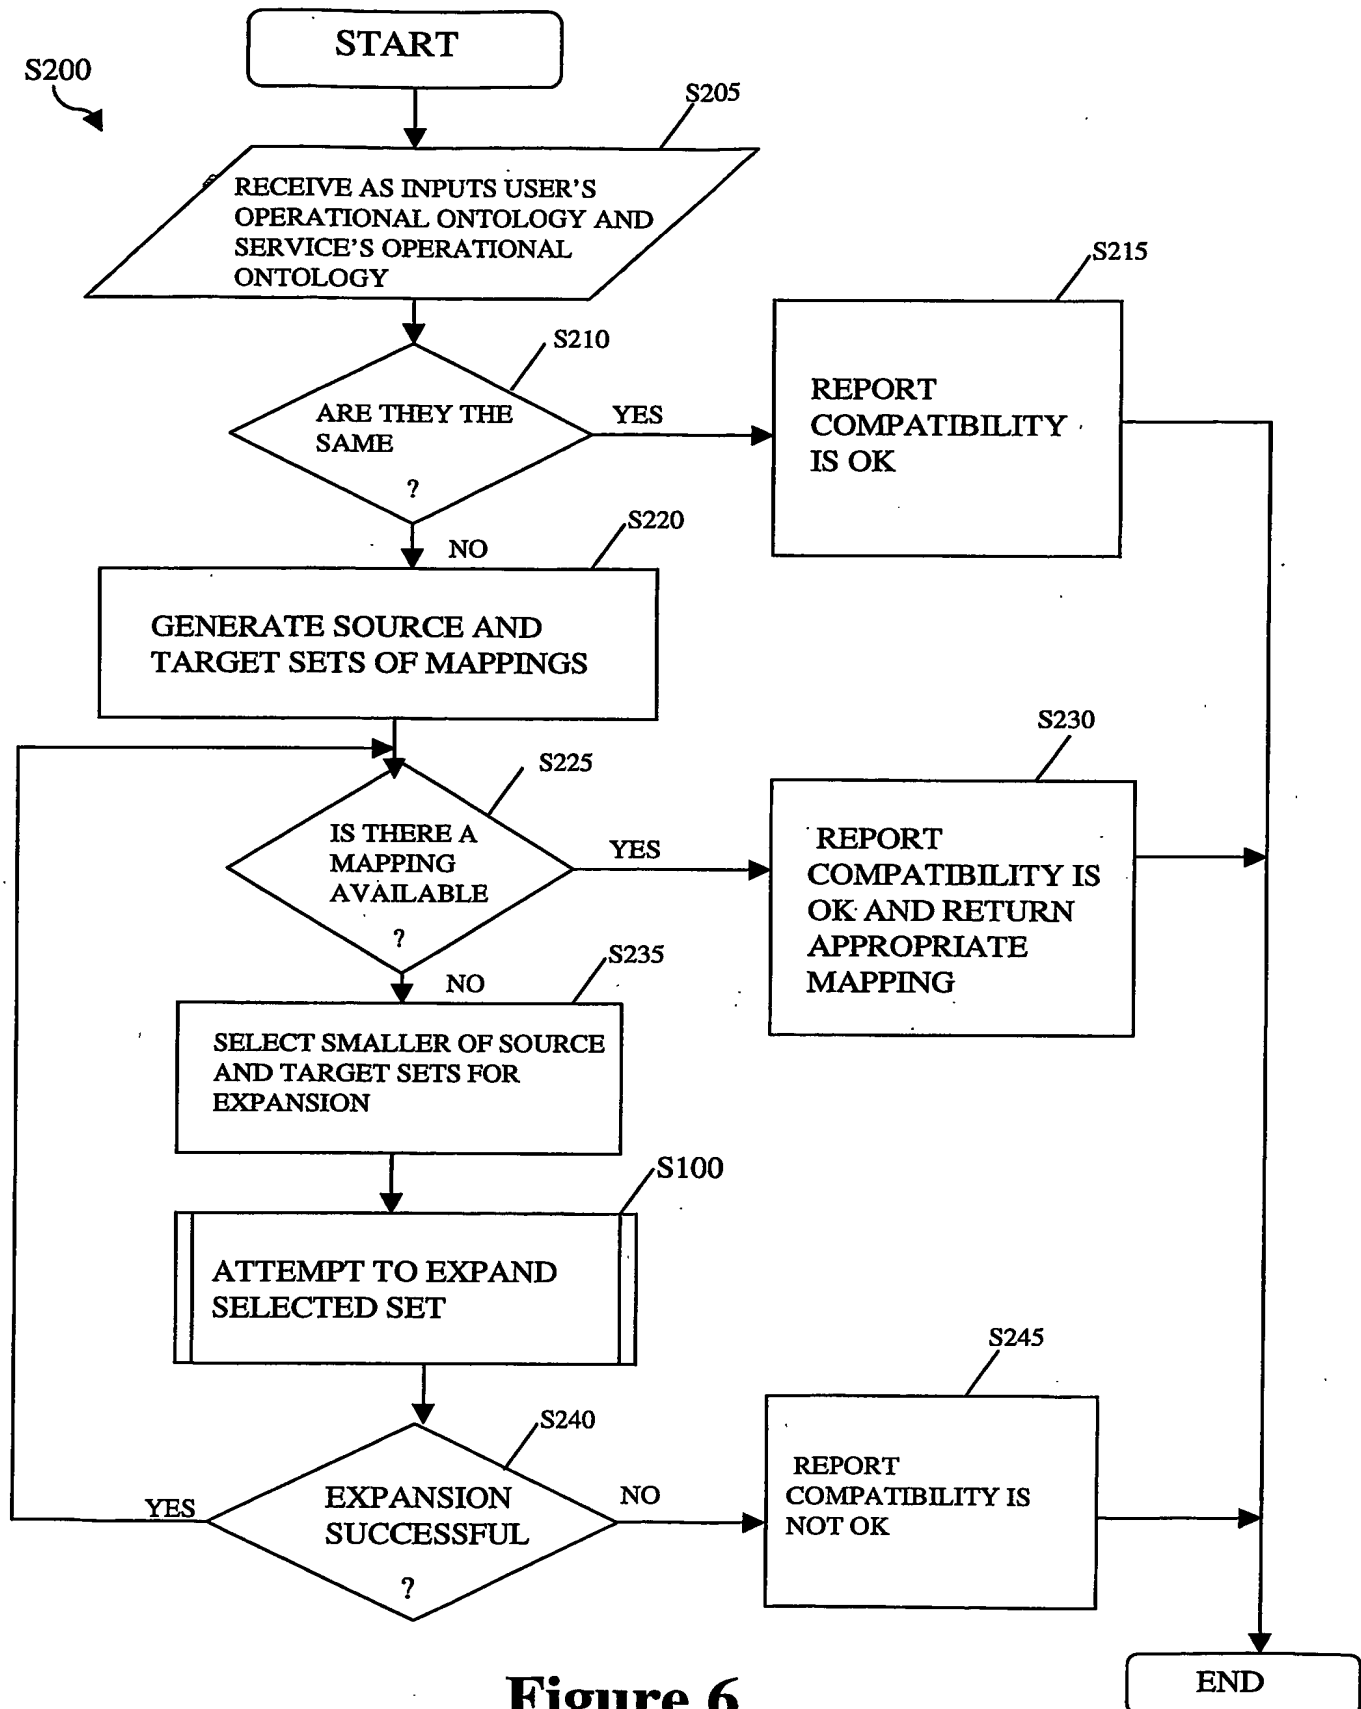 START
S200
S205
RECEIVE AS INPUTS USER'S
OPERATIONAL ONTOLOGY AND
SERVICE'S OPERATIONAL
ONTOLOGY
S215
S210
ARE THEY THE
SAME
?
YES
REPORT
COMPATIBILITY
IS OK
NO
S220
GENERATE SOURCE AND
TARGET SETS OF MAPPINGS
S230
S225
IS THERE A
MAPPING
AVAILABLE
?
YES
REPORT
COMPATIBILITY IS
OK AND RETURN
APPROPRIATE
MAPPING
NO
S235
SELECT SMALLER OF SOURCE
AND TARGET SETS FOR
EXPANSION
S100
ATTEMPT TO EXPAND
SELECTED SET
S245
S240
YES
EXPANSION
SUCCESSFUL
?
NO
REPORT
COMPATIBILITY IS
NOT OK
END
Figure 6